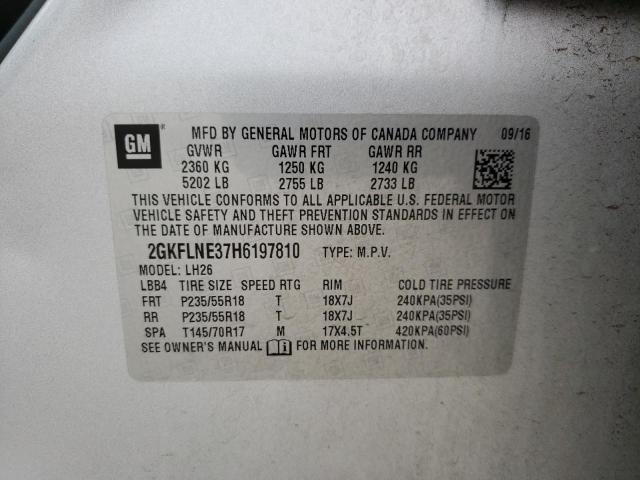 GM ® MFD BY GENERAL MOTORS OF CANADA COMPANY 09/16
GVWR GAWR FRT GAWR RR
2360 KG 1250 KG 1240 KG
5202 LB 2755 LB 2733 LB
THIS VEHICLE CONFORMS TO ALL APPLICABLE U.S. FEDERAL MOTOR
VEHICLE SAFETY AND THEFT PREVENTION STANDARDS IN EFFECT ON
THE DATE OF MANUFACTURE SHOWN ABOVE.
2GKFLNE37H6197810 TYPE: M.P.V.
MODEL: LH26
LBB4 TIRE SIZE SPEED RTG RIM COLD TIRE PRESSURE
FRT P235/55R18 T 18X7J 240KPA(35PSI)
RR P235/55R18 T 18X7J 240KPA(35PSI)
SPA T145/70R17 M 17X4.5T 420KPA(60PSI)
SEE OWNER'S MANUAL i FOR MORE INFORMATION.